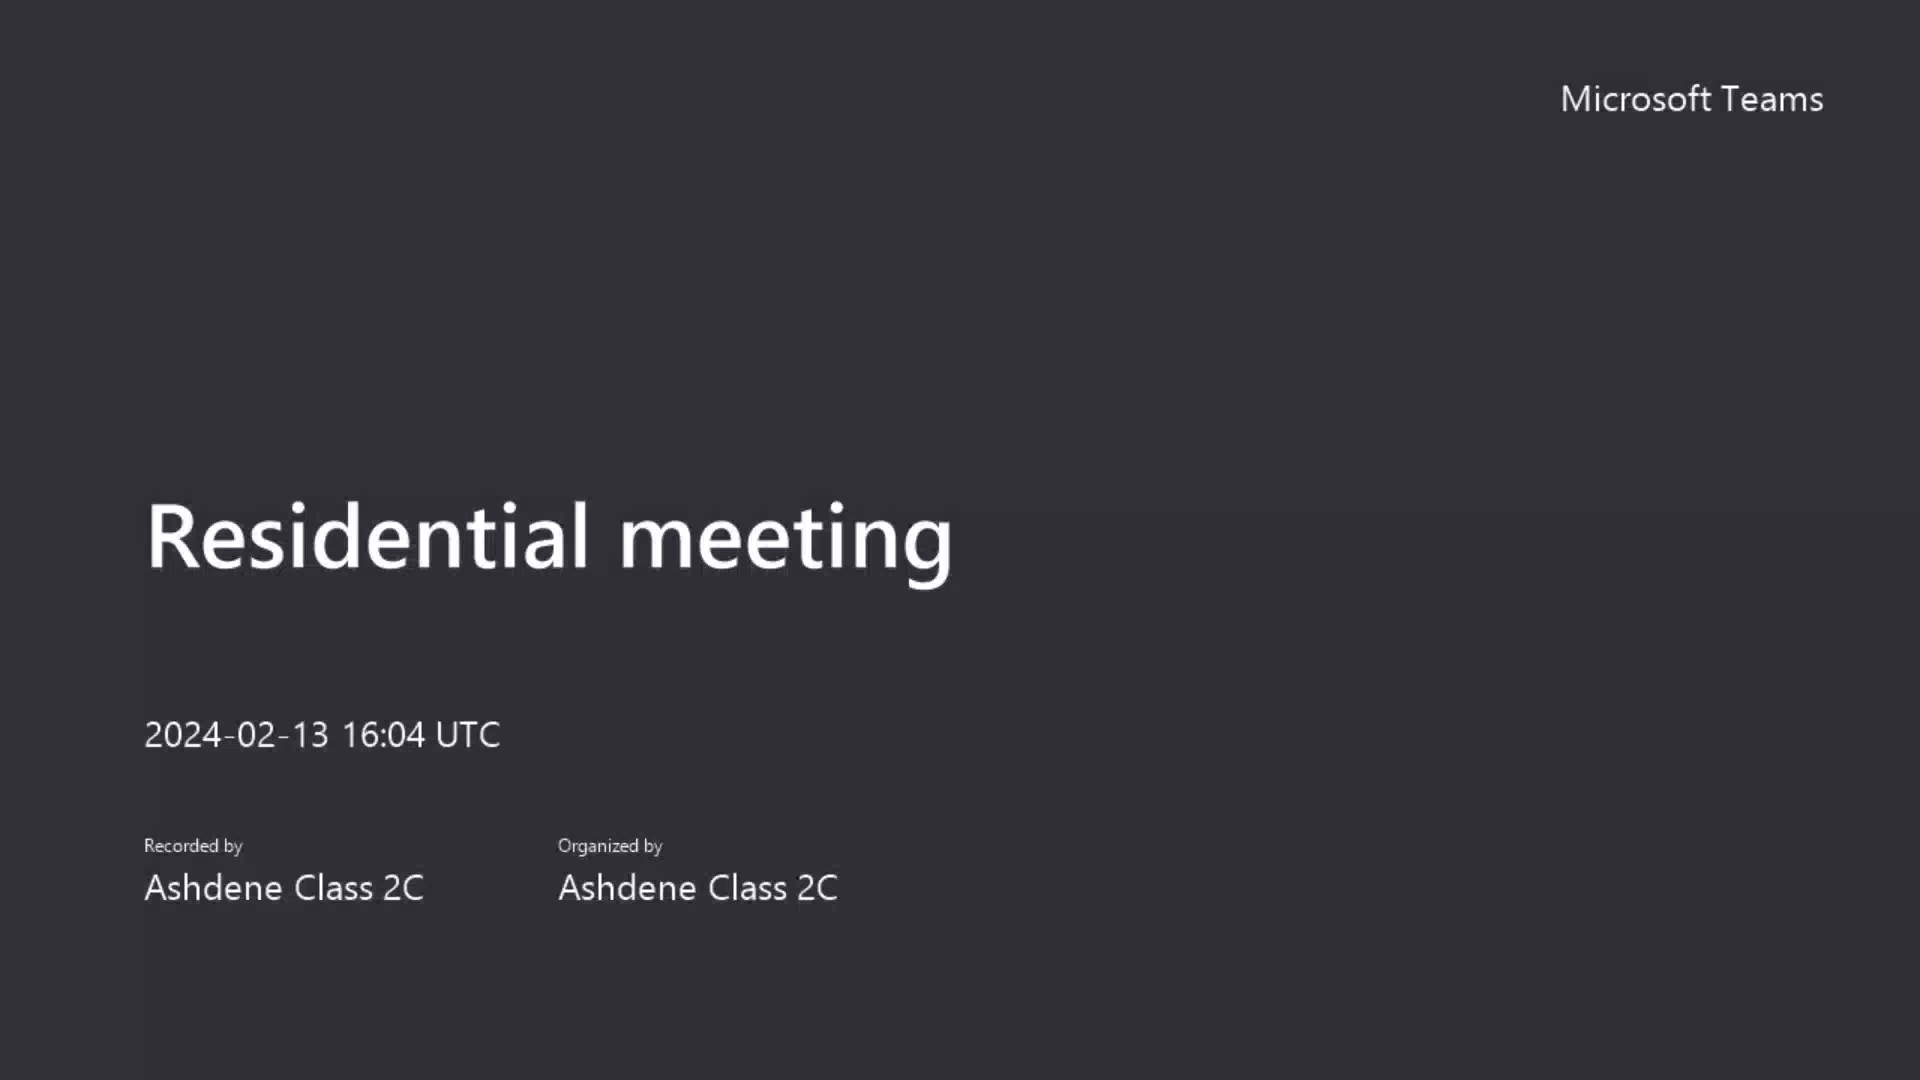 Microsoft Teams
Residential meeting
2024-02-13 16:04 UTC
Recorded by
Ashdene Class 2C
Organized by
Ashdene Class 2C